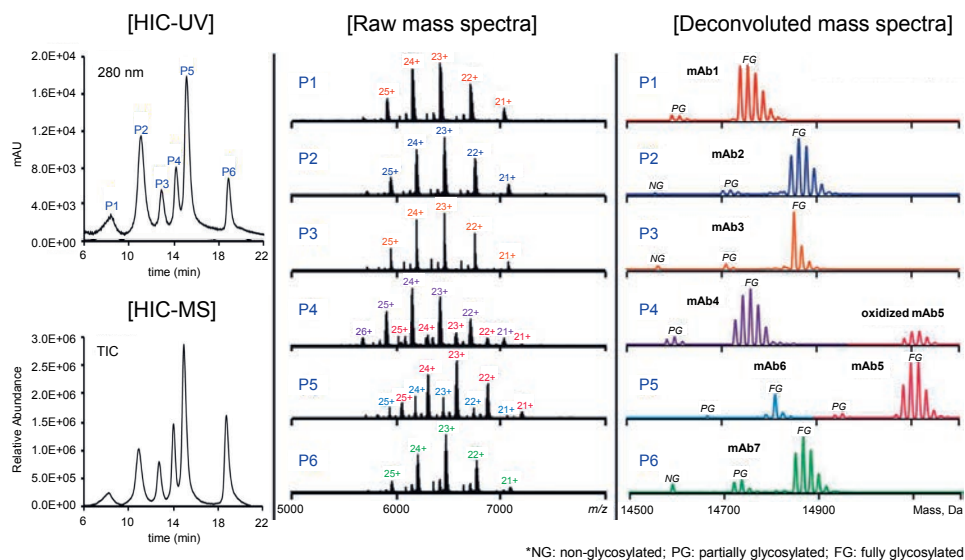 [HIC-UV]
280 nm
mAU
2.0E+04
1.6E+04
1.2E+04
8.0E+03
4.0E+03
0.0E+00
P1
P2
P3
P4
P5
P6
6 10 14 18 22
time (min)
[HIC-MS]
TIC
Relative Abundance
3.0E+06
2.5E+06
2.0E+06
1.5E+06
1.0E+06
5.0E+05
0.0E+00
6 10 14 18 22
time (min)
[Raw mass spectra]
P1
25+ 24+ 23+ 22+ 21+
P2
25+ 24+ 23+ 22+ 21+
P3
25+ 24+ 23+ 22+ 21+
P4
26+ 25+ 25+ 24+ 24+ 23+ 23+ 22+ 22+ 21+ 21+
P5
25+ 25+ 24+ 24+ 23+ 23+ 22+ 22+ 21+ 21+
P6
25+ 24+ 23+ 22+ 21+
5000 6000 7000 m/z
[Deconvoluted mass spectra]
P1 mAb1 PG FG
P2 mAb2 NG PG FG
P3 mAb3 NG PG FG
P4 mAb4 PG FG oxidized mAb5
P5 mAb6 mAb5 PG FG PG FG
P6 mAb7 NG PG FG
14500 14700 14900 Mass, Da
*NG: non-glycosylated; PG: partially glycosylated; FG: fully glycosylated